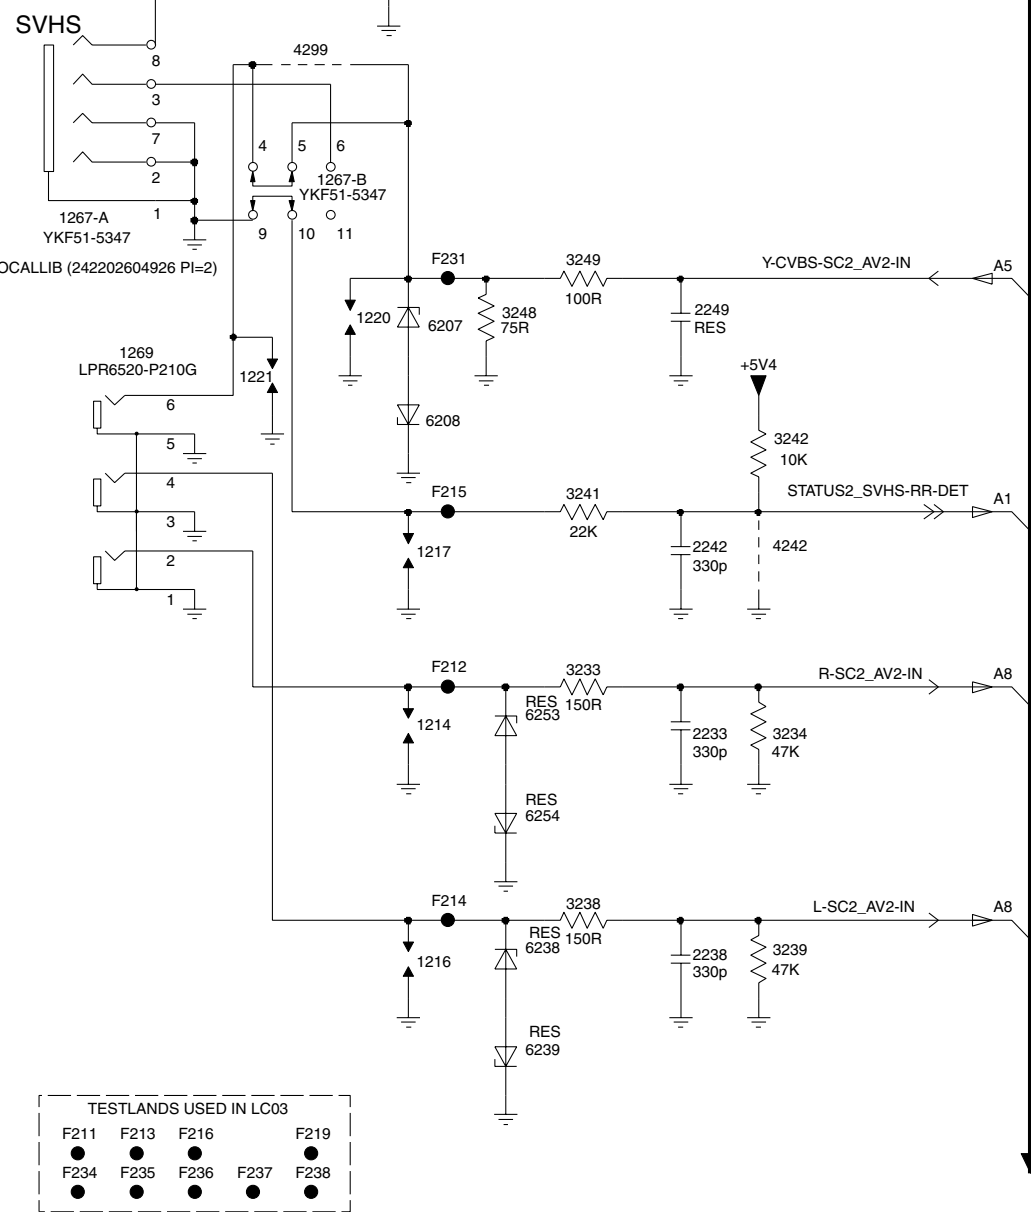 SVHS
8
3
7
2
1
1267-A
YKF51-5347
OCALLIB (242202604926 PI=2)
4299
4
5
6
1267-B
YKF51-5347
9
10
11
F231
3249
100R
Y-CVBS-SC2_AV2-IN
A5
1220
6207
3248
75R
2249
RES
6208
1269
LPR6520-P210G
1221
6
5
4
3
2
1
+5V4
3242
10K
F215
3241
22K
STATUS2_SVHS-RR-DET
A1
1217
2242
330p
4242
F212
3233
150R
R-SC2_AV2-IN
A8
1214
RES
6253
2233
330p
3234
47K
RES
6254
F214
3238
150R
L-SC2_AV2-IN
A8
1216
RES
6238
2238
330p
3239
47K
RES
6239
TESTLANDS USED IN LC03
F211 F213 F216 F219
F234 F235 F236 F237 F238